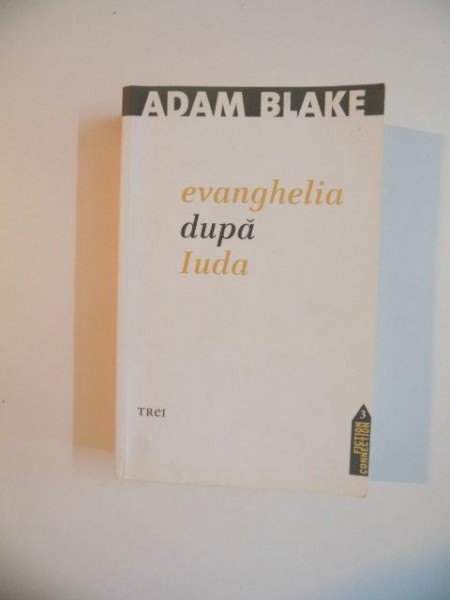 ADAM BLAKE
evanghelia
după
Iuda
TREI
3
FICTION
CONNECTION